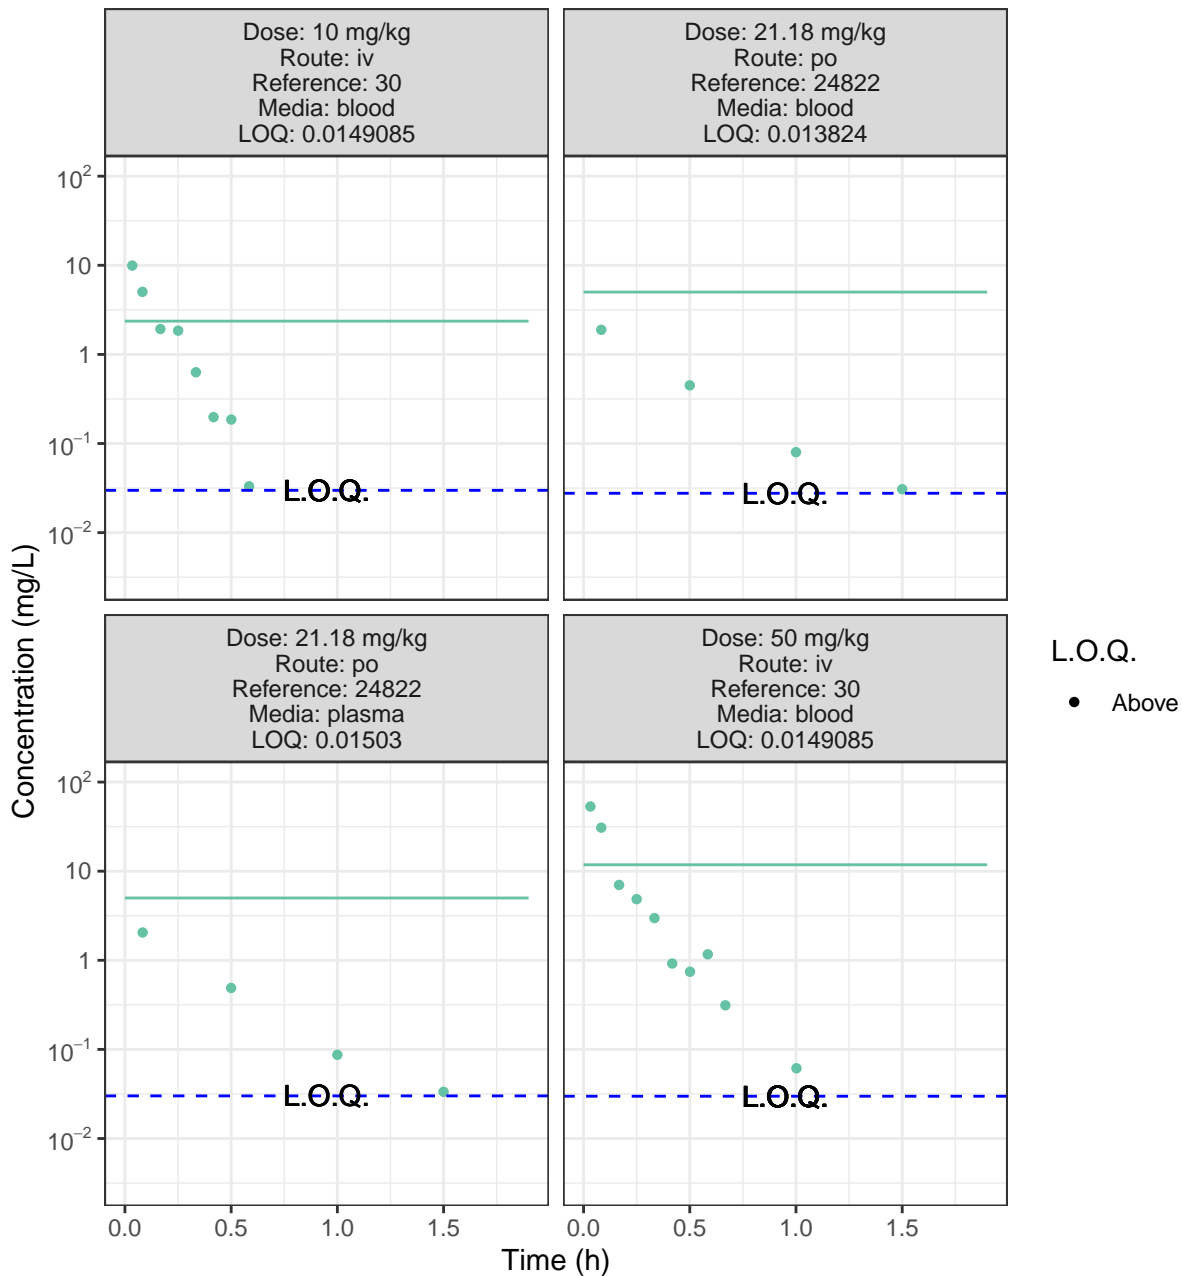 Dose: 10 mg/kg
Route: iv
Reference: 30
Media: blood
LOQ: 0.0149085
Dose: 21.18 mg/kg
Route: po
Reference: 24822
Media: blood
LOQ: 0.013824
10²
10
1
10⁻¹
10⁻²
L.O.Q.
L.O.Q.
Concentration (mg/L)
Dose: 21.18 mg/kg
Route: po
Reference: 24822
Media: plasma
LOQ: 0.01503
Dose: 50 mg/kg
Route: iv
Reference: 30
Media: blood
LOQ: 0.0149085
10²
10
1
10⁻¹
10⁻²
L.O.Q.
L.O.Q.
0.0 0.5 1.0 1.5
0.0 0.5 1.0 1.5
Time (h)
L.O.Q.
Above